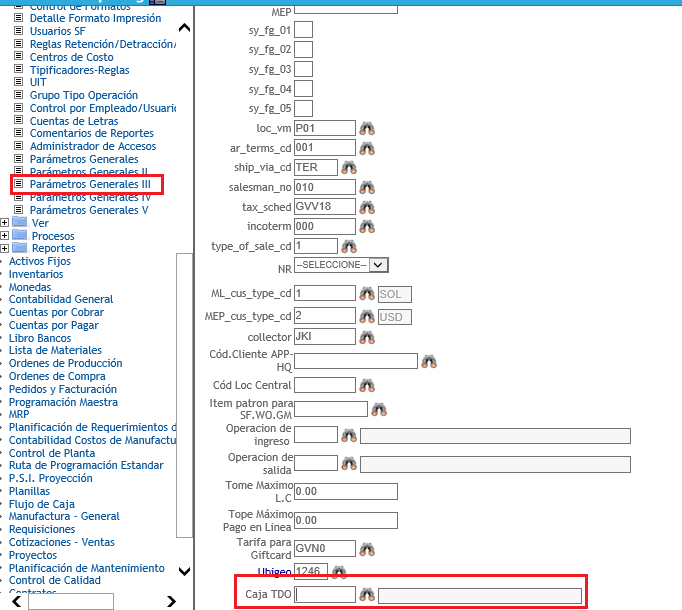 Control de Formatos
Detalle Formato Impresión
Usuarios SF
Reglas Retención/Detracción/
Centros de Costo
Tipificadores-Reglas
UIT
Grupo Tipo Operación
Control por Empleado/Usuario
Cuentas de Letras
Comentarios de Reportes
Administrador de Accesos
Parámetros Generales
Parámetros Generales II
Parámetros Generales III
Parámetros Generales IV
Parámetros Generales V
Ver
Procesos
Reportes
Activos Fijos
Inventarios
Monedas
Contabilidad General
Cuentas por Cobrar
Cuentas por Pagar
Libro Bancos
Lista de Materiales
Ordenes de Producción
Ordenes de Compra
Pedidos y Facturación
Programación Maestra
MRP
Planificación de Requerimientos d
Contabilidad Costos de Manufactu
Control de Planta
Ruta de Programación Estandar
P.S.I. Proyección
Planillas
Flujo de Caja
Manufactura - General
Requisiciones
Cotizaciones - Ventas
Proyectos
Planificación de Mantenimiento
Control de Calidad
Contratos
MEP
sy_fg_01
sy_fg_02
sy_fg_03
sy_fg_04
sy_fg_05
loc_vm P01
ar_terms_cd 001
ship_via_cd TER
salesman_no 010
tax_sched GVV18
incoterm 000
type_of_sale_cd 1
NR --SELECCIONE--
ML_cus_type_cd 1 SOL
MEP_cus_type_cd 2 USD
collector JKI
Cód.Cliente APP-
HQ
Cód Loc Central
Item patron para
SF.WO.GM
Operacion de
ingreso
Operacion de
salida
Tome Maximo
L.C 0.00
Tope Máximo
Pago en Linea 0.00
Tarifa para
Giftcard GVN0
Ubigeo 1246
Caja TDO